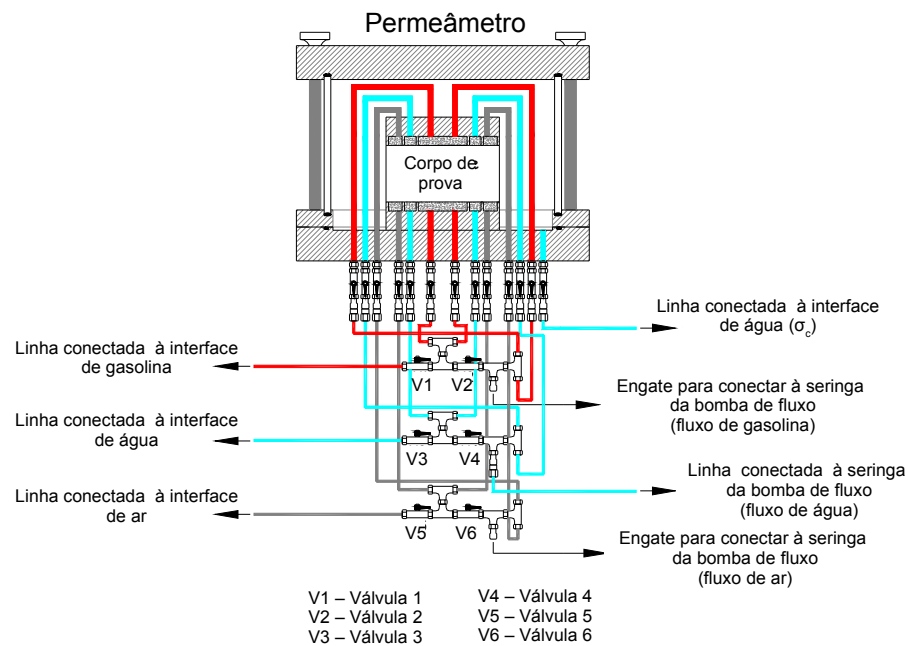 Permeâmetro
Corpo de
prova
Linha conectada à interface
de água (σc)
Linha conectada à interface
de gasolina
V1 V2
Engate para conectar à seringa
da bomba de fluxo
(fluxo de gasolina)
Linha conectada à interface
de água
V3 V4
Linha conectada à seringa
da bomba de fluxo
(fluxo de água)
Linha conectada à interface
de ar
V5 V6
Engate para conectar à seringa
da bomba de fluxo
(fluxo de ar)
V1 – Válvula 1
V2 – Válvula 2
V3 – Válvula 3
V4 – Válvula 4
V5 – Válvula 5
V6 – Válvula 6